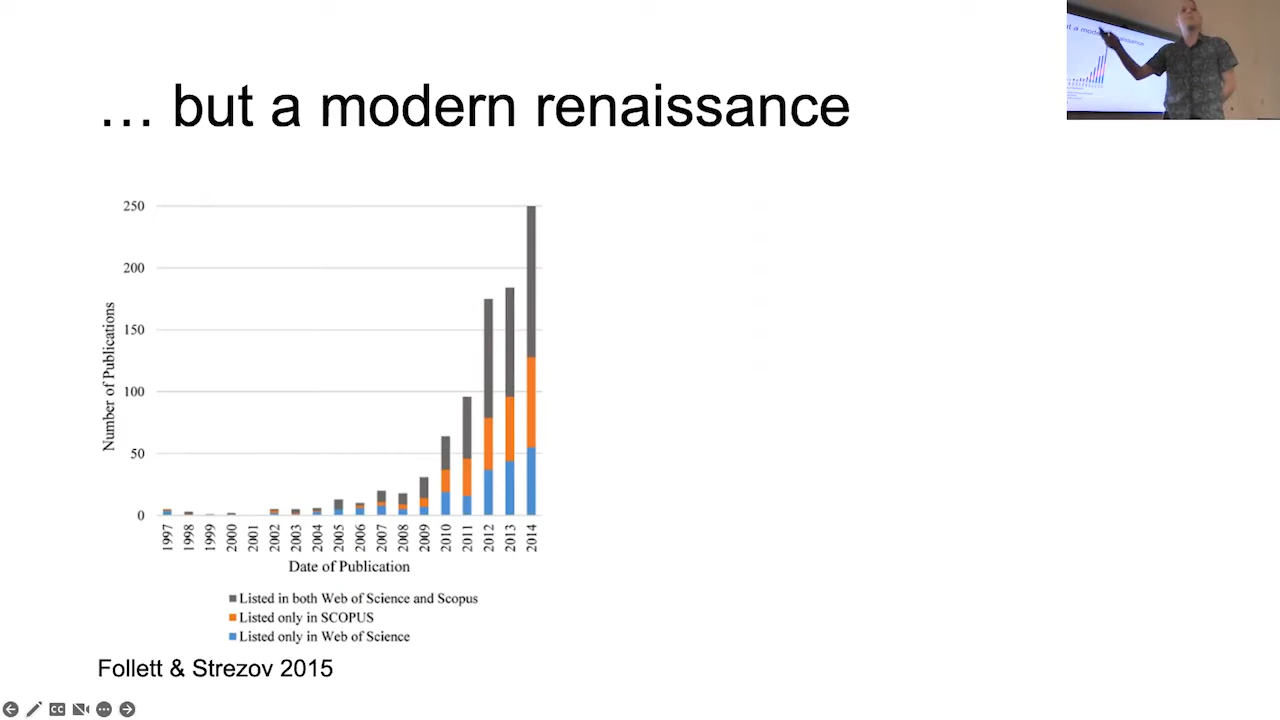 … but a modern renaissance
250
200
150
100
50
0
Number of Publications
1997 1998 1999 2000 2001 2002 2003 2004 2005 2006 2007 2008 2009 2010 2011 2012 2013 2014
Date of Publication
Listed in both Web of Science and Scopus
Listed only in SCOPUS
Listed only in Web of Science
Follett & Strezov 2015
CC